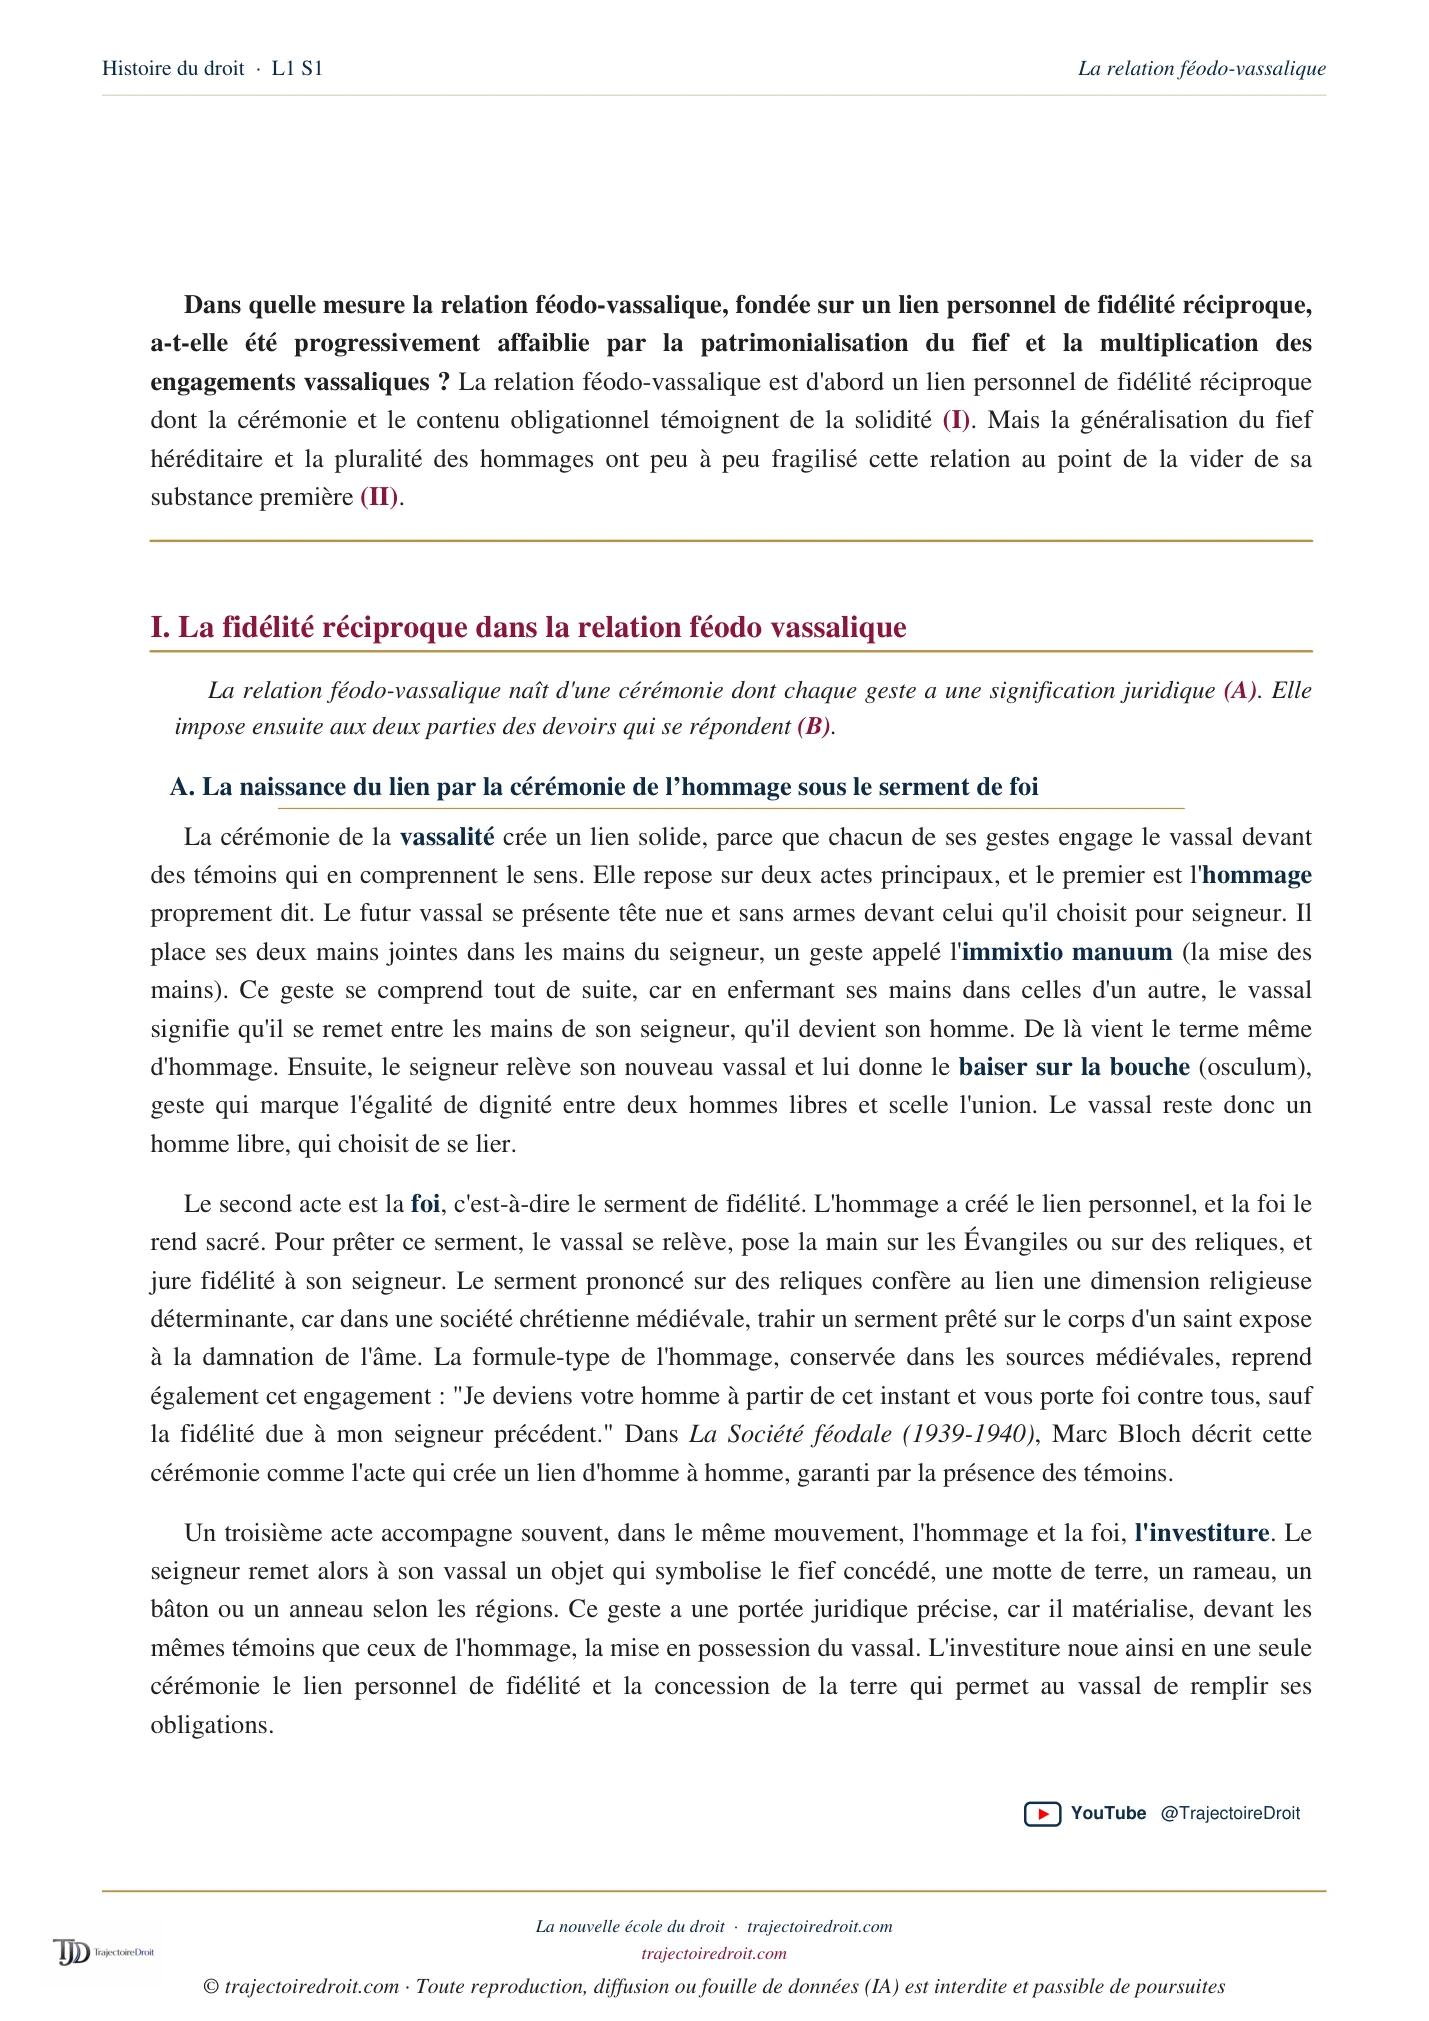 Histoire du droit · L1 S1
La relation féodo-vassalique
Dans quelle mesure la relation féodo-vassalique, fondée sur un lien personnel de fidélité réciproque,
a-t-elle été progressivement affaiblie par la patrimonialisation du fief et la multiplication des
engagements vassaliques ? La relation féodo-vassalique est d'abord un lien personnel de fidélité réciproque
dont la cérémonie et le contenu obligationnel témoignent de la solidité (I). Mais la généralisation du fief
héréditaire et la pluralité des hommages ont peu à peu fragilisé cette relation au point de la vider de sa
substance première (II).
I. La fidélité réciproque dans la relation féodo vassalique
La relation féodo-vassalique naît d'une cérémonie dont chaque geste a une signification juridique (A). Elle
impose ensuite aux deux parties des devoirs qui se répondent (B).
A. La naissance du lien par la cérémonie de l’hommage sous le serment de foi
La cérémonie de la vassalité crée un lien solide, parce que chacun de ses gestes engage le vassal devant
des témoins qui en comprennent le sens. Elle repose sur deux actes principaux, et le premier est l'hommage
proprement dit. Le futur vassal se présente tête nue et sans armes devant celui qu'il choisit pour seigneur. Il
place ses deux mains jointes dans les mains du seigneur, un geste appelé l'immixtio manuum (la mise des
mains). Ce geste se comprend tout de suite, car en enfermant ses mains dans celles d'un autre, le vassal
signifie qu'il se remet entre les mains de son seigneur, qu'il devient son homme. De là vient le terme même
d'hommage. Ensuite, le seigneur relève son nouveau vassal et lui donne le baiser sur la bouche (osculum),
geste qui marque l'égalité de dignité entre deux hommes libres et scelle l'union. Le vassal reste donc un
homme libre, qui choisit de se lier.
Le second acte est la foi, c'est-à-dire le serment de fidélité. L'hommage a créé le lien personnel, et la foi le
rend sacré. Pour prêter ce serment, le vassal se relève, pose la main sur les Évangiles ou sur des reliques, et
jure fidélité à son seigneur. Le serment prononcé sur des reliques confère au lien une dimension religieuse
déterminante, car dans une société chrétienne médiévale, trahir un serment prêté sur le corps d'un saint expose
à la damnation de l'âme. La formule-type de l'hommage, conservée dans les sources médiévales, reprend
également cet engagement : "Je deviens votre homme à partir de cet instant et vous porte foi contre tous, sauf
la fidélité due à mon seigneur précédent." Dans La Société féodale (1939-1940), Marc Bloch décrit cette
cérémonie comme l'acte qui crée un lien d'homme à homme, garanti par la présence des témoins.
Un troisième acte accompagne souvent, dans le même mouvement, l'hommage et la foi, l'investiture. Le
seigneur remet alors à son vassal un objet qui symbolise le fief concédé, une motte de terre, un rameau, un
bâton ou un anneau selon les régions. Ce geste a une portée juridique précise, car il matérialise, devant les
mêmes témoins que ceux de l'hommage, la mise en possession du vassal. L'investiture noue ainsi en une seule
cérémonie le lien personnel de fidélité et la concession de la terre qui permet au vassal de remplir ses
obligations.
YouTube @TrajectoireDroit
La nouvelle école du droit · trajectoiredroit.com
TJD TrajectoireDroit
trajectoiredroit.com
© trajectoiredroit.com · Toute reproduction, diffusion ou fouille de données (IA) est interdite et passible de poursuites